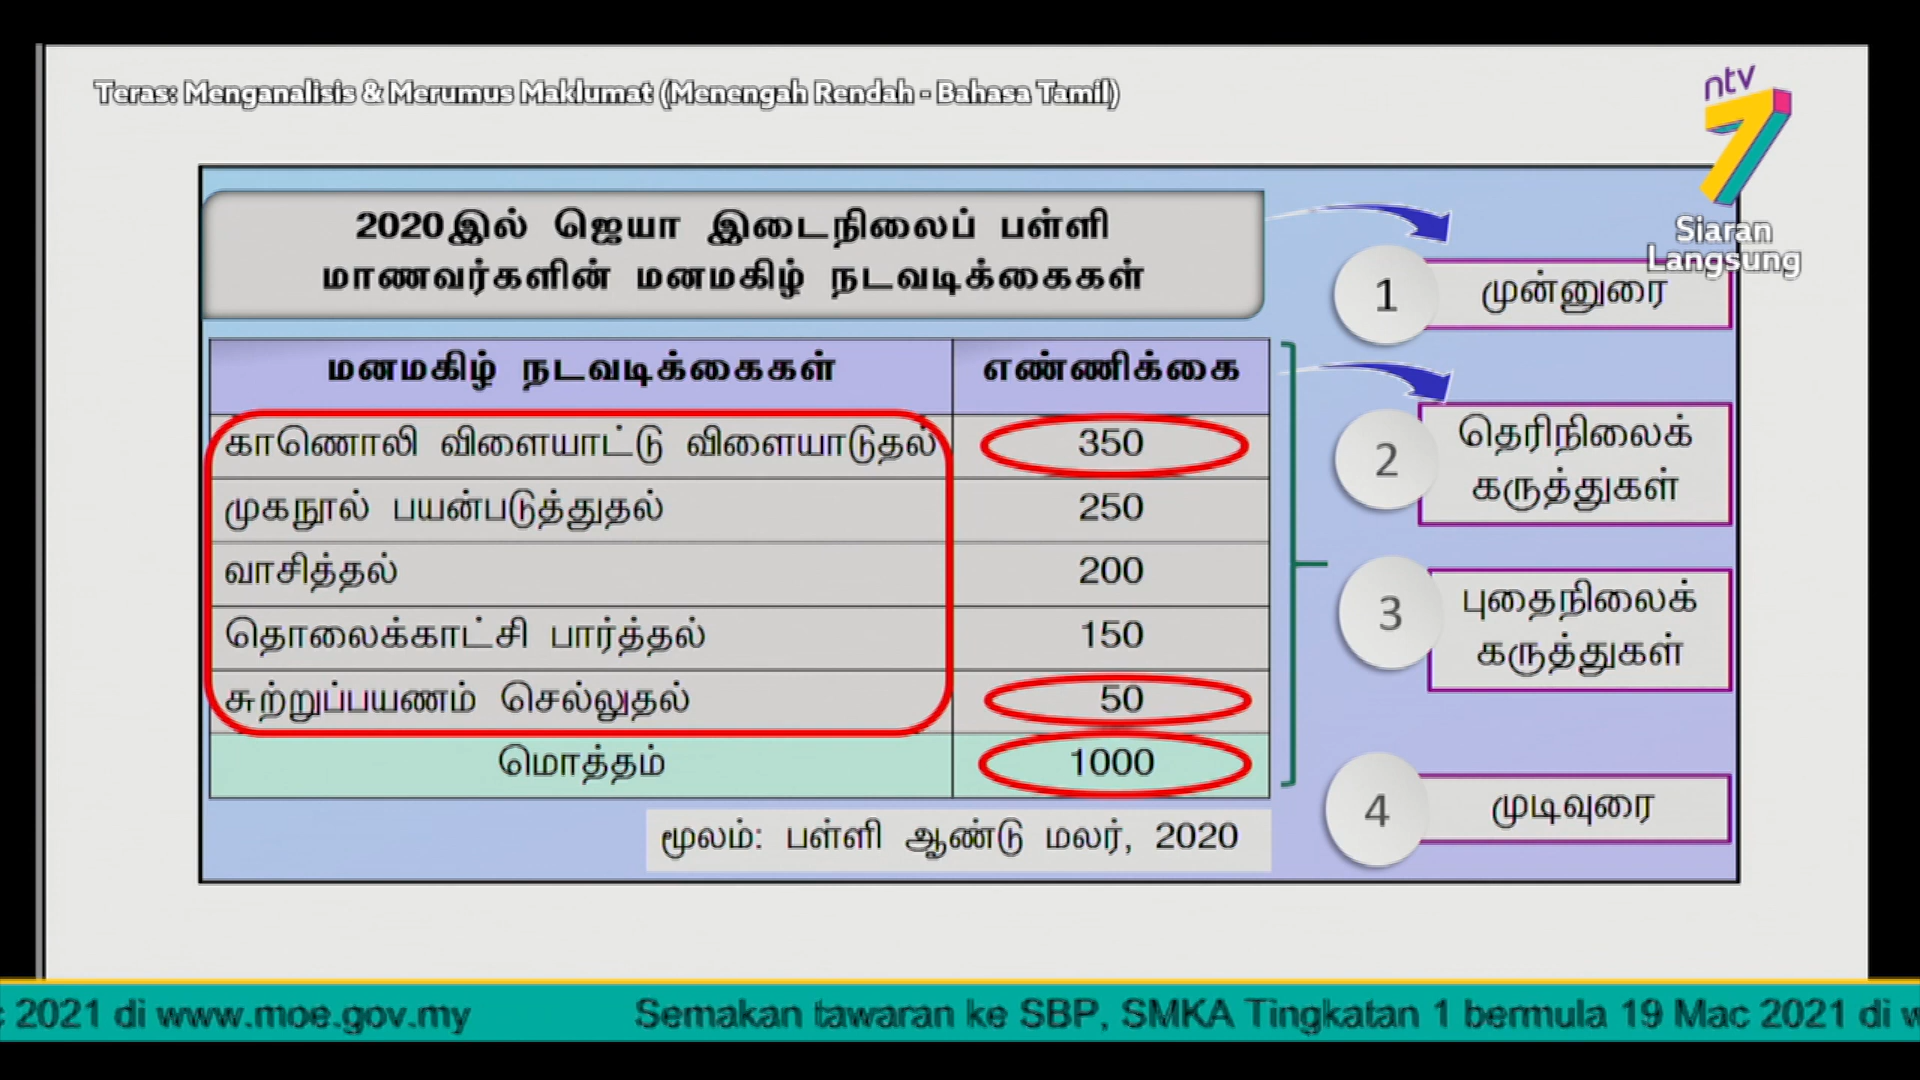 Teras: Menganalisis & Merumus Maklumat (Menengah Rendah - Bahasa Tamil)
ntv
7
Siaran
Langsung
2020இல் ஜெயா இடைநிலைப் பள்ளி
மாணவர்களின் மனமகிழ் நடவடிக்கைகள்
மனமகிழ் நடவடிக்கைகள் எண்ணிக்கை
காணொலி விளையாட்டு விளையாடுதல் 350
முகநூல் பயன்படுத்துதல் 250
வாசித்தல் 200
தொலைக்காட்சி பார்த்தல் 150
சுற்றுப்பயணம் செல்லுதல் 50
மொத்தம் 1000
மூலம்: பள்ளி ஆண்டு மலர், 2020
1 முன்னுரை
2 தெரிநிலைக்
கருத்துகள்
3 புதைநிலைக்
கருத்துகள்
4 முடிவுரை
2021 di www.moe.gov.my Semakan tawaran ke SBP, SMKA Tingkatan 1 bermula 19 Mac 2021 di